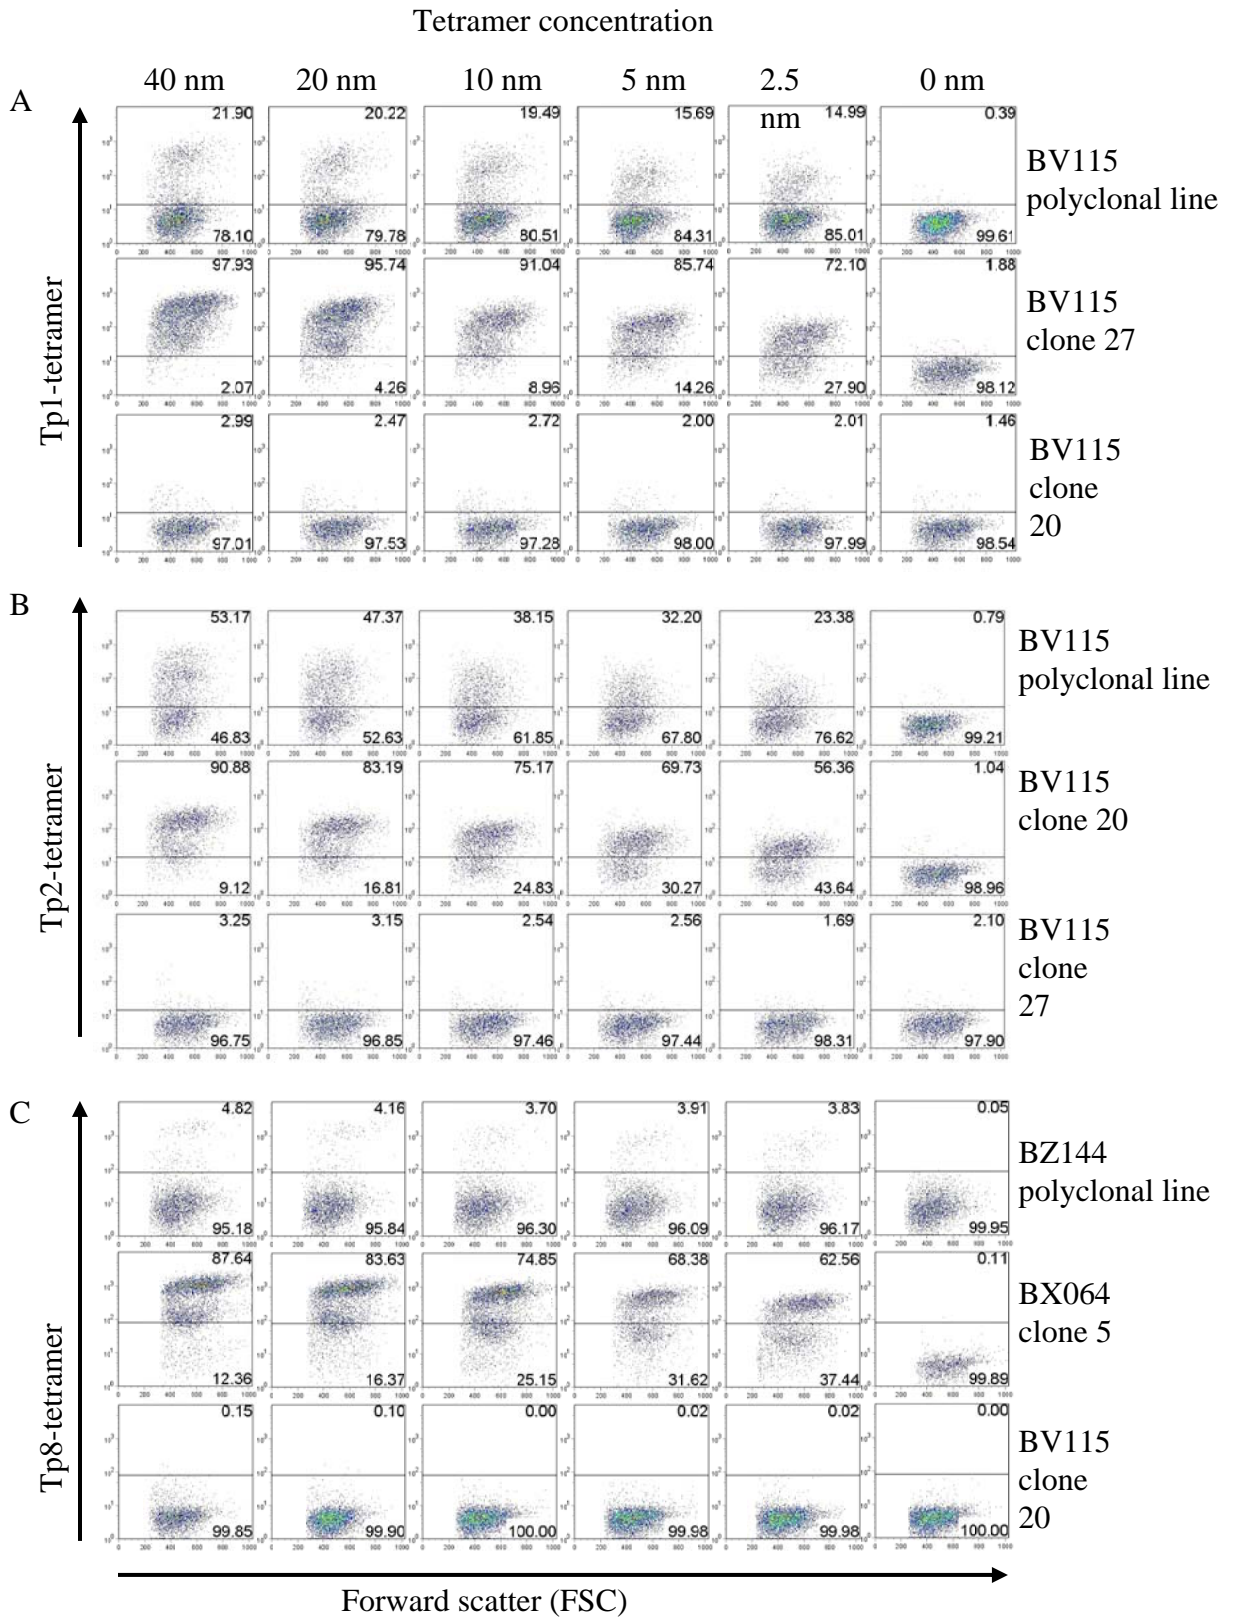 Tetramer concentration
40 nm 20 nm 10 nm 5 nm 2.5 nm 0 nm
A
Tp1-tetramer
21.90 20.22 19.49 15.69 14.99 0.39
78.10 79.78 80.51 84.31 85.01 99.61
BV115
polyclonal line
97.93 95.74 91.04 85.74 72.10 1.88
2.07 4.26 8.96 14.26 27.90 98.12
BV115
clone 27
2.99 2.47 2.72 2.00 2.01 1.46
97.01 97.53 97.28 98.00 97.99 98.54
BV115
clone
20
B
Tp2-tetramer
53.17 47.37 38.15 32.20 23.38 0.79
46.83 52.63 61.85 67.80 76.62 99.21
BV115
polyclonal line
90.88 83.19 75.17 69.73 56.36 1.04
9.12 16.81 24.83 30.27 43.64 98.96
BV115
clone 20
3.25 3.15 2.54 2.56 1.69 2.10
96.75 96.85 97.46 97.44 98.31 97.90
BV115
clone
27
C
Tp8-tetramer
4.82 4.16 3.70 3.91 3.83 0.05
95.18 95.84 96.30 96.09 96.17 99.95
BZ144
polyclonal line
87.64 83.63 74.85 68.38 62.56 0.11
12.36 16.37 25.15 31.62 37.44 99.89
BX064
clone 5
0.15 0.10 0.00 0.02 0.02 0.00
99.85 99.90 100.00 99.98 99.98 100.00
BV115
clone
20
Forward scatter (FSC)